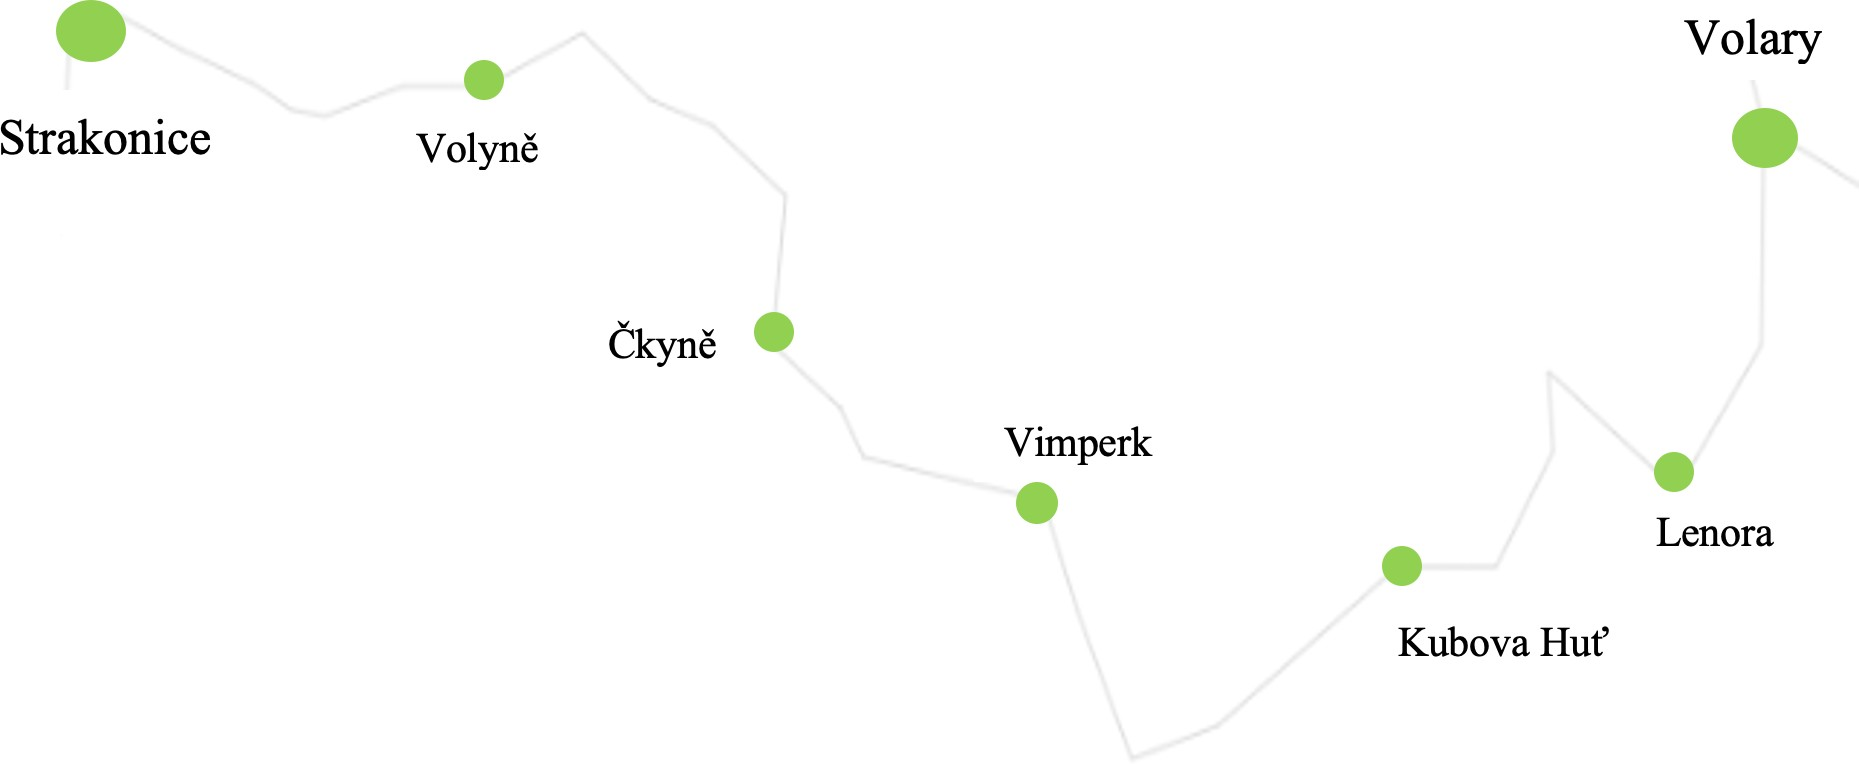 Strakonice
Volyně
Čkyně
Vimperk
Kubova Huť
Lenora
Volary